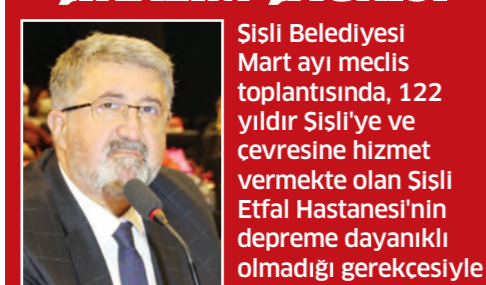 Şişli Belediyesi
Mart ayı meclis
toplantısında, 122
yıldır Şişli'ye ve
çevresine hizmet
vermekte olan Şişli
Etfal Hastanesi'nin
depreme dayanıklı
olmadığı gerekçesiyle